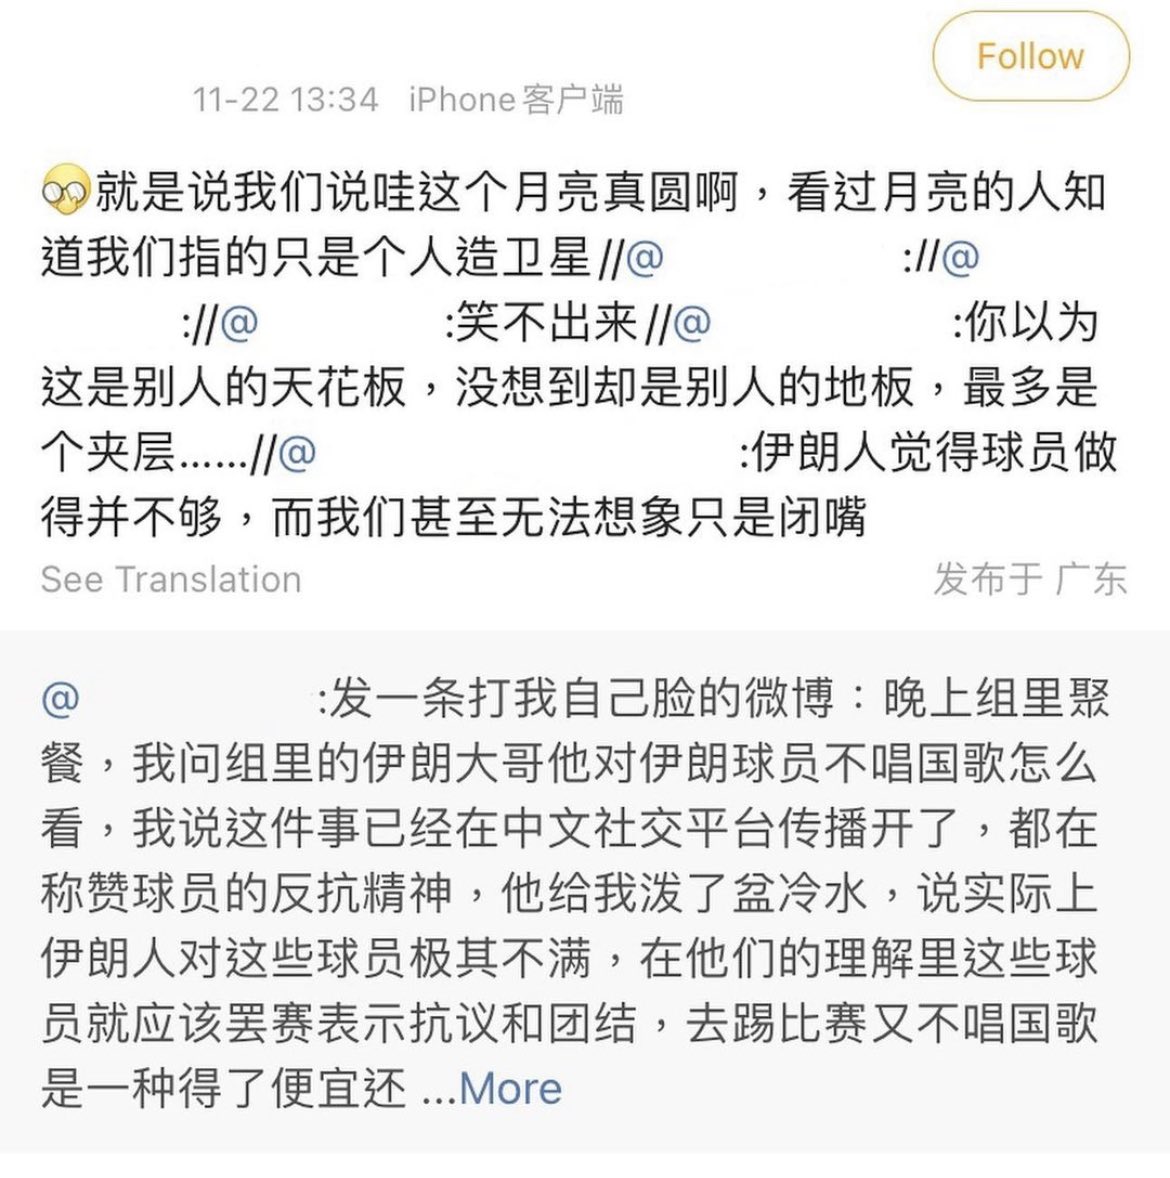 Follow
11-22 13:34 iPhone客户端
就是说我们说哇这个月亮真圆啊，看过月亮的人知
道我们指的只是个人造卫星//@ ://@
://@ :笑不出来//@ :你以为
这是别人的天花板，没想到却是别人的地板，最多是
个夹层......//@ :伊朗人觉得球员做
得并不够，而我们甚至无法想象只是闭嘴
See Translation 发布于 广东
@ :发一条打我自己脸的微博：晚上组里聚
餐，我问组里的伊朗大哥他对伊朗球员不唱国歌怎么
看，我说这件事已经在中文社交平台传播开了，都在
称赞球员的反抗精神，他给我泼了盆冷水，说实际上
伊朗人对这些球员极其不满，在他们的理解里这些球
员就应该罢赛表示抗议和团结，去踢比赛又不唱国歌
是一种得了便宜还 ...More